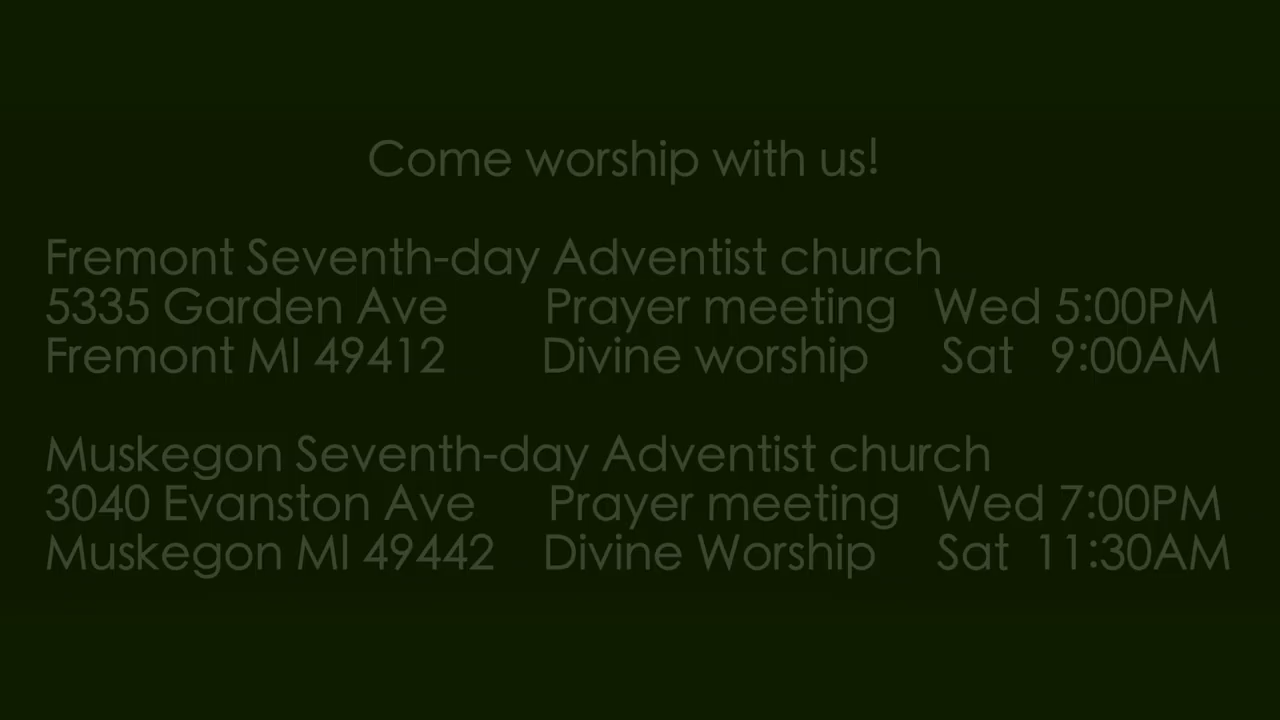 Come worship with us!
Fremont Seventh-day Adventist church
5335 Garden Ave Prayer meeting Wed 5:00PM
Fremont MI 49412 Divine worship Sat 9:00AM
Muskegon Seventh-day Adventist church
3040 Evanston Ave Prayer meeting Wed 7:00PM
Muskegon MI 49442 Divine Worship Sat 11:30AM